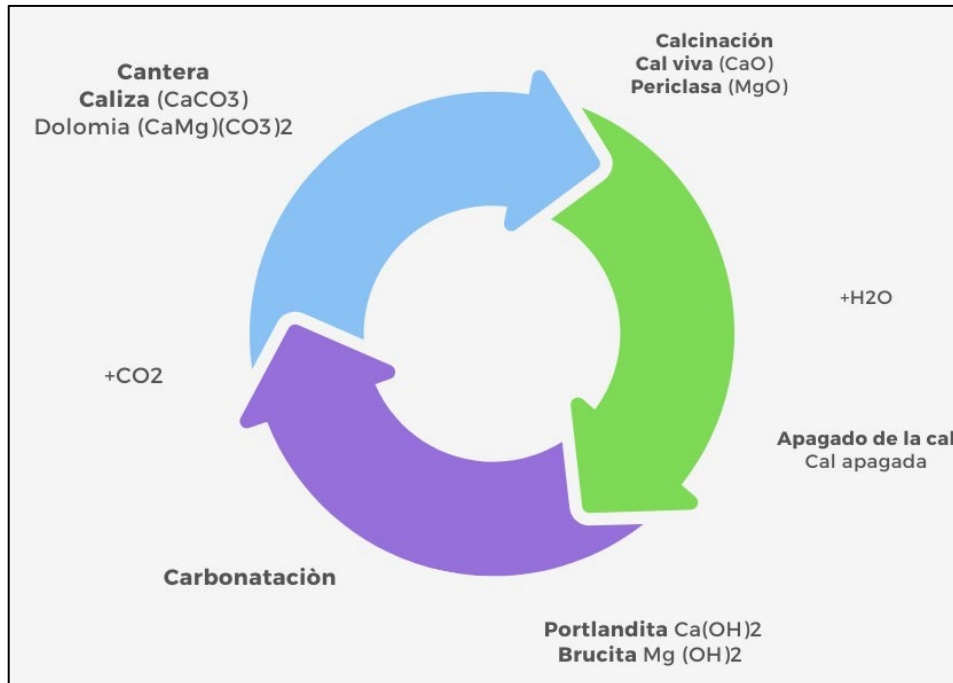 Cantera
Caliza (CaCO3)
Dolomia (CaMg)(CO3)2
Calcinación
Cal viva (CaO)
Periclasa (MgO)
+H2O
+CO2
Apagado de la cal
Cal apagada
Carbonataciòn
Portlandita Ca(OH)2
Brucita Mg (OH)2